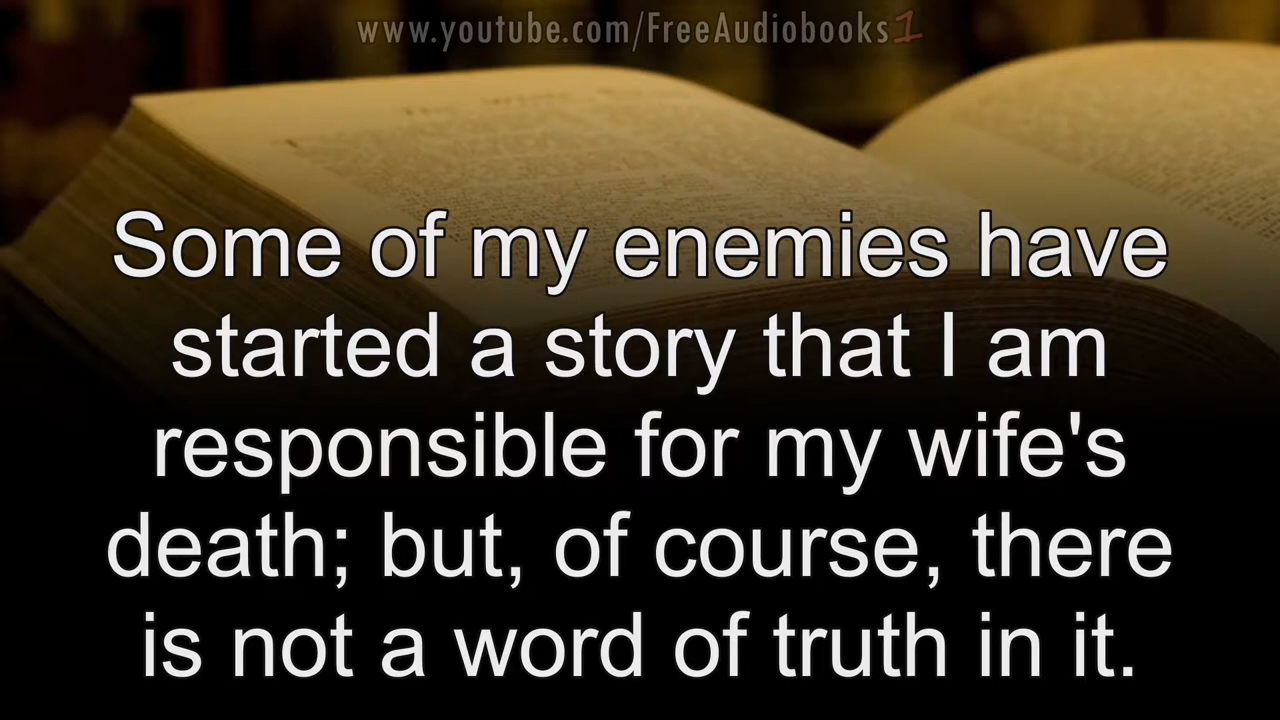 www.youtube.com/FreeAudiobooks1
Some of my enemies have
started a story that I am
responsible for my wife's
death; but, of course, there
is not a word of truth in it.